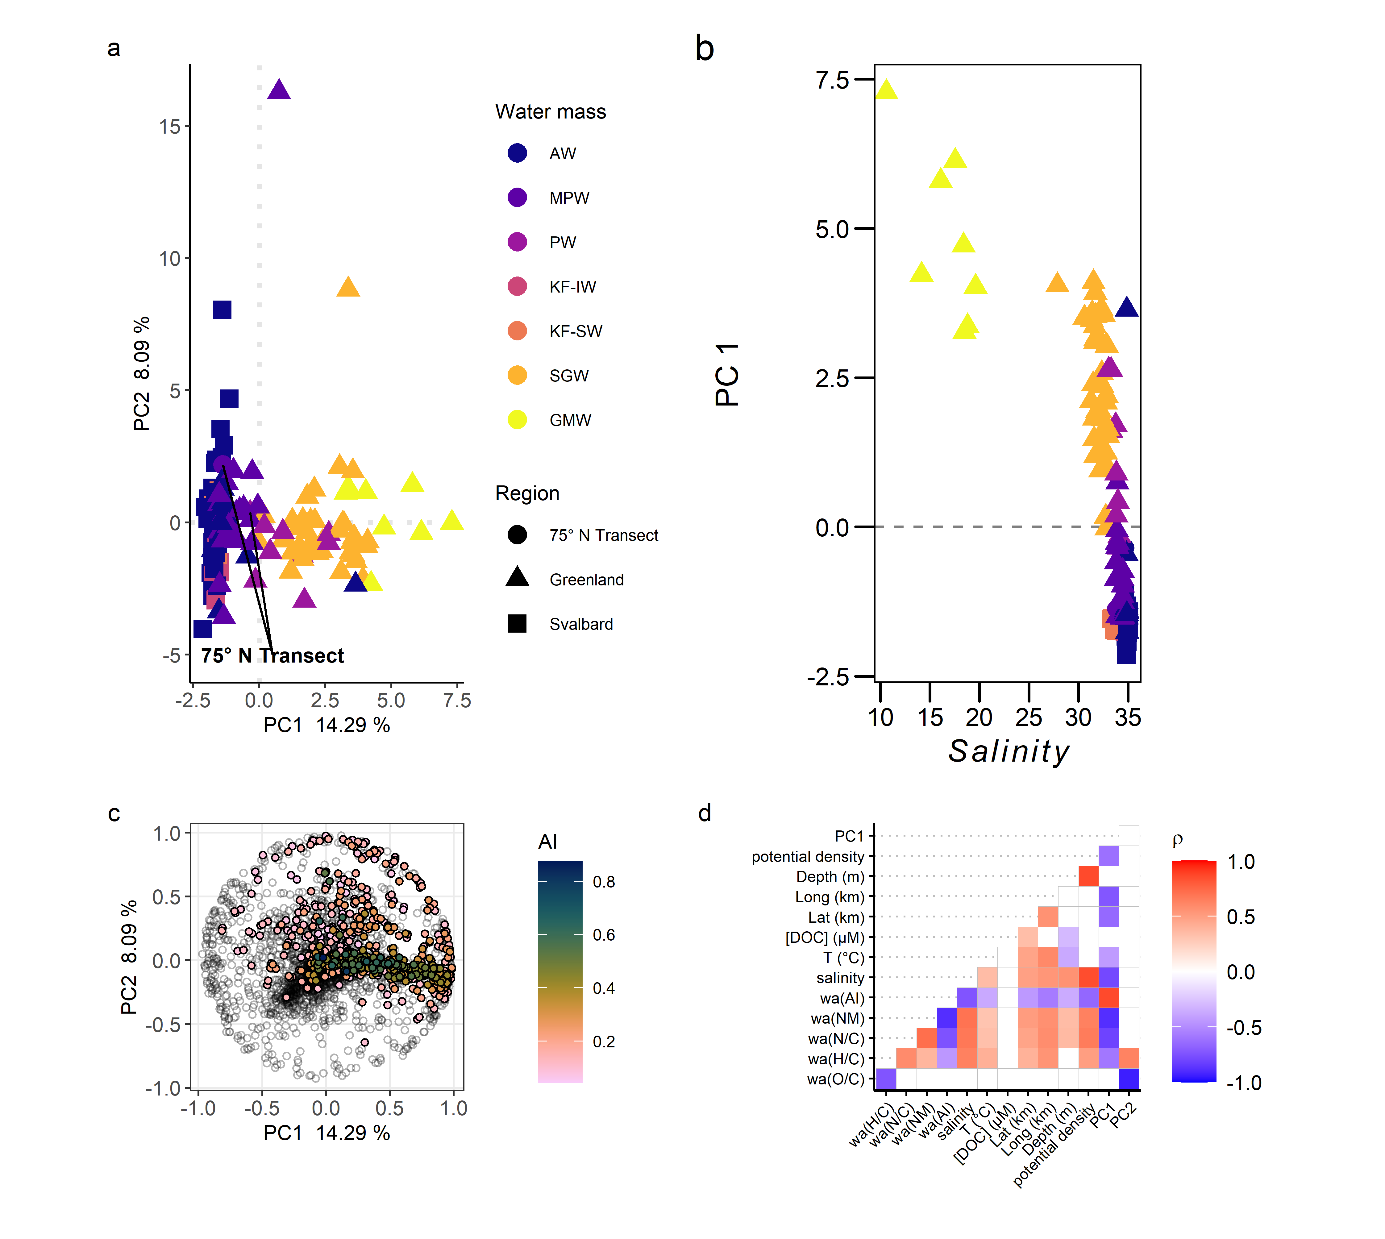 a
15
10
5
0
-5
PC2 8.09 %
-2.5 0.0 2.5 5.0 7.5
PC1 14.29 %
75° N Transect
Water mass
AW
MPW
PW
KF-IW
KF-SW
SGW
GMW
Region
75° N Transect
Greenland
Svalbard
b
7.5
5.0
2.5
0.0
-2.5
PC 1
10 15 20 25 30 35
Salinity
c
1.0
0.5
0.0
-0.5
-1.0
PC2 8.09 %
-1.0 -0.5 0.0 0.5 1.0
PC1 14.29 %
AI
0.8
0.6
0.4
0.2
d
PC1
potential density
Depth (m)
Long (km)
Lat (km)
[DOC] (µM)
T (°C)
salinity
wa(AI)
wa(NM)
wa(N/C)
wa(H/C)
wa(O/C)
wa(H/C)
wa(N/C)
wa(NM)
wa(AI)
salinity
T (°C)
[DOC] (µM)
Lat (km)
Long (km)
Depth (m)
potential density
PC1
PC2
ρ
1.0
0.5
0.0
-0.5
-1.0